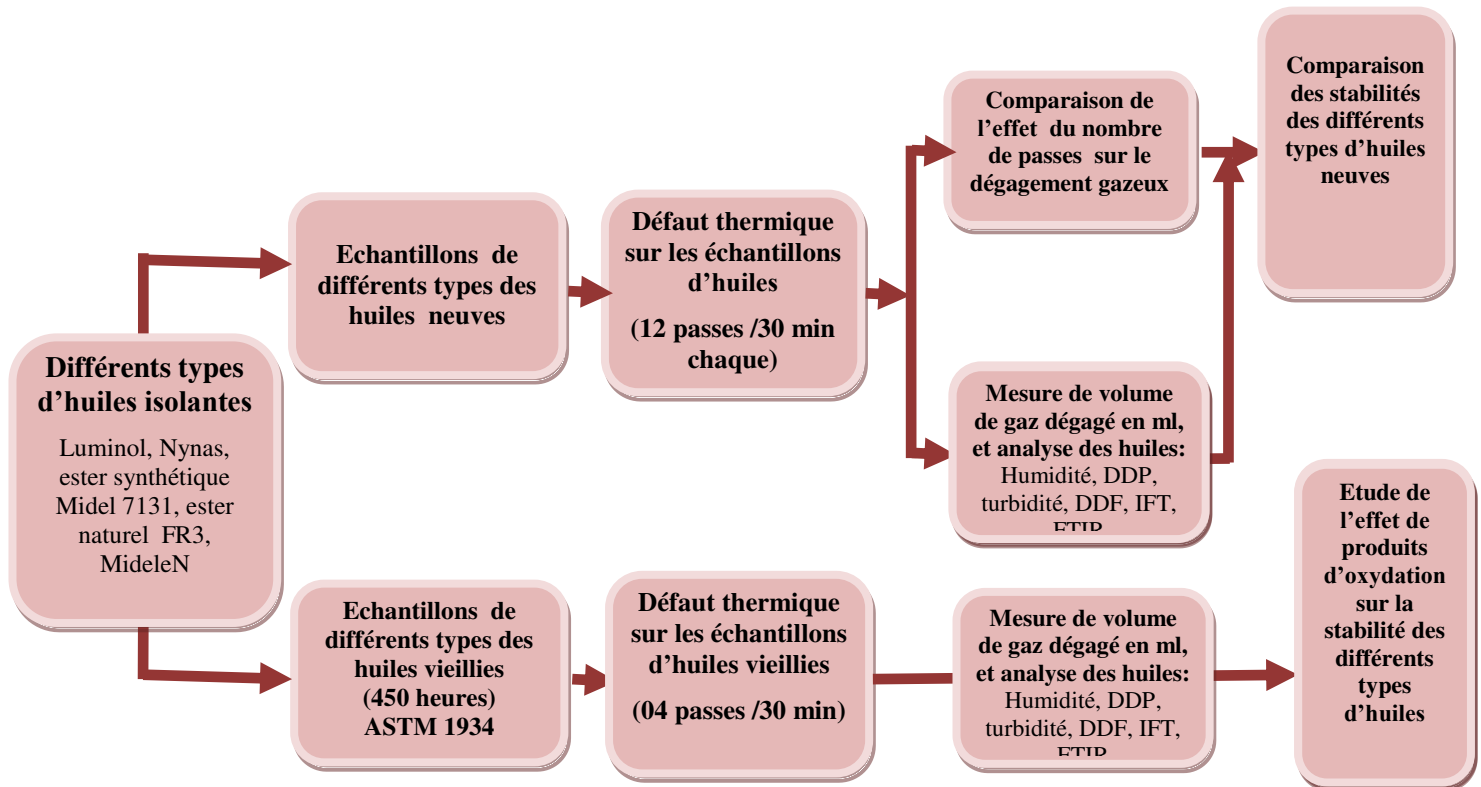 Différents types
d'huiles isolantes
Luminol, Nynas,
ester synthétique
Midel 7131, ester
naturel FR3,
MideleN
Echantillons de
différents types des
huiles neuves
Défaut thermique
sur les échantillons
d'huiles
(12 passes /30 min
chaque)
Comparaison de
l'effet du nombre
de passes sur le
dégagement gazeux
Mesure de volume
de gaz dégagé en ml,
et analyse des huiles:
Humidité, DDP,
turbidité, DDF, IFT,
FTIR
Comparaison
des stabilités
des différents
types d'huiles
neuves
Echantillons de
différents types des
huiles vieillies
(450 heures)
ASTM 1934
Défaut thermique
sur les échantillons
d'huiles vieillies
(04 passes /30 min)
Mesure de volume
de gaz dégagé en ml,
et analyse des huiles:
Humidité, DDP,
turbidité, DDF, IFT,
FTIR
Etude de
l'effet de
produits
d'oxydation
sur la
stabilité des
différents
types
d'huiles